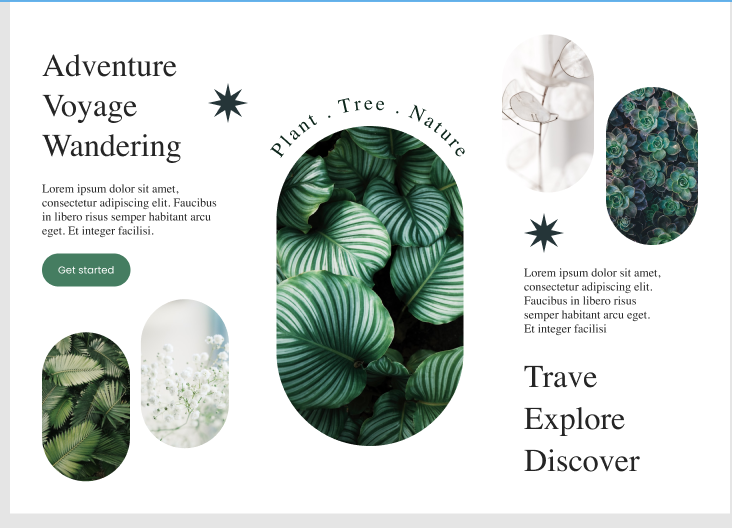 Adventure
Voyage
Wandering
Lorem ipsum dolor sit amet,
consectetur adipiscing elit. Faucibus
in libero risus semper habitant arcu
eget. Et integer facilisi.
Get started
Plant . Tree . Nature
Lorem ipsum dolor sit amet,
consectetur adipiscing elit.
Faucibus in libero risus
semper habitant arcu eget.
Et integer facilisi
Trave
Explore
Discover